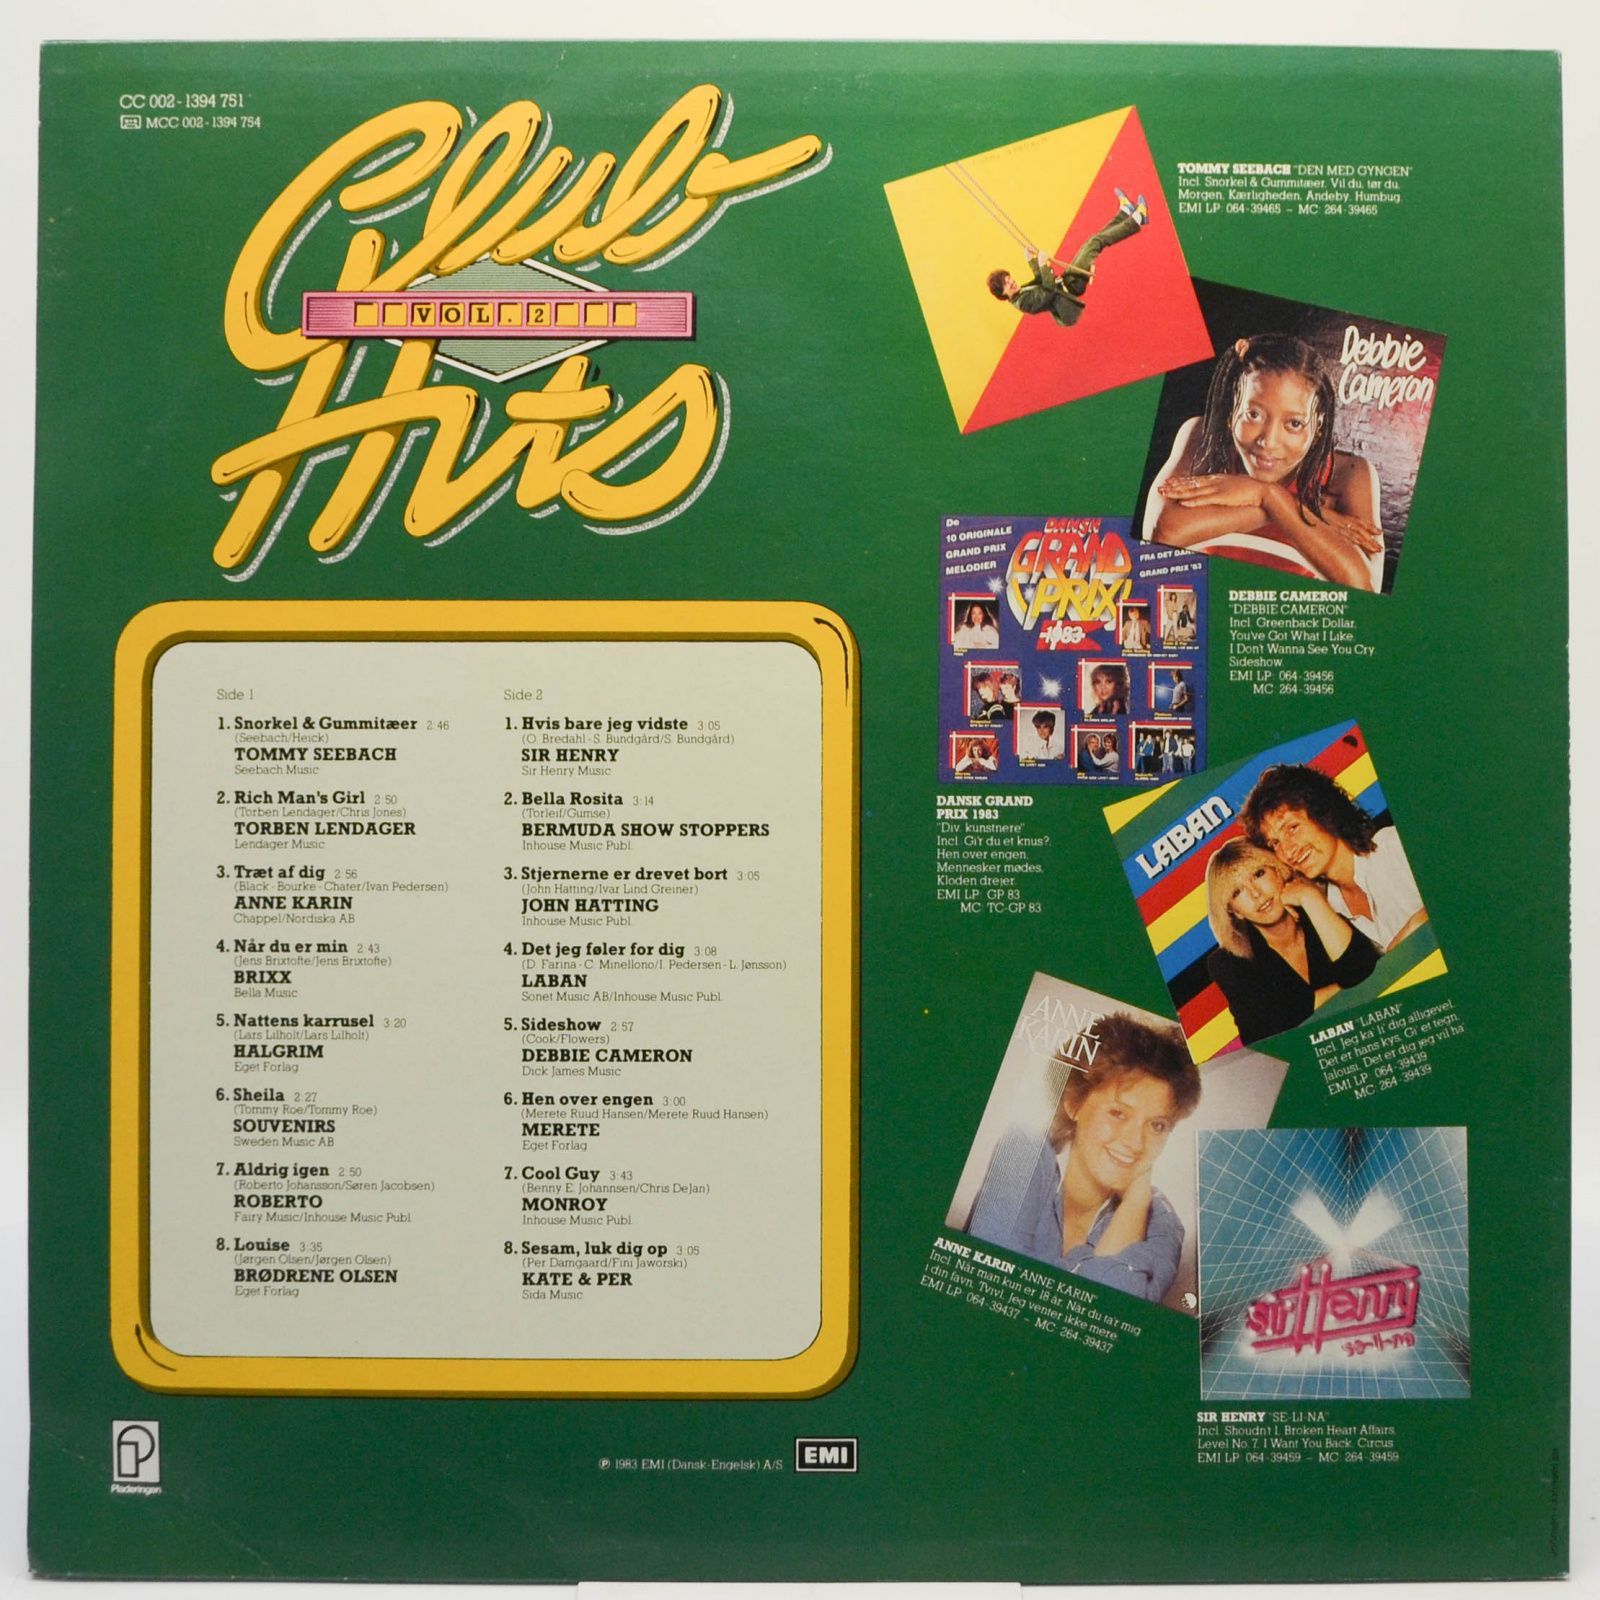 CC 002-1394 751
MCC 002-1394 754
Club
VOL. 2
Hits
Side 1
1. Snorkel & Gummitæer 2:46
(Seebach/Heick)
TOMMY SEEBACH
Seebach Music
2. Rich Man's Girl 2:50
(Torben Lendager/Chris Jones)
TORBEN LENDAGER
Lendager Music
3. Træt af dig 2:56
(Black-Bourke-Chater/Ivan Pedersen)
ANNE KARIN
Chappel/Nordiska AB
4. Når du er min 2:43
(Jens Brixtofte/Jens Brixtofte)
BRIXX
Bella Music
5. Nattens karrusel 3:20
(Lars Lilholt/Lars Lilholt)
HALGRIM
Eget Forlag
6. Sheila 2:27
(Tommy Roe/Tommy Roe)
SOUVENIRS
Sweden Music AB
7. Aldrig igen 2:50
(Roberto Johansson/Søren Jacobsen)
ROBERTO
Fairy Music/Inhouse Music Publ.
8. Louise 3:35
(Jørgen Olsen/Jørgen Olsen)
BRØDRENE OLSEN
Eget Forlag
Side 2
1. Hvis bare jeg vidste 3:05
(O. Bredahl-S. Bundgård/S. Bundgård)
SIR HENRY
Sir Henry Music
2. Bella Rosita 3:14
(Torleif/Gumse)
BERMUDA SHOW STOPPERS
Inhouse Music Publ.
3. Stjernerne er drevet bort 3:05
(John Hatting/Ivar Lind Greiner)
JOHN HATTING
Inhouse Music Publ.
4. Det jeg føler for dig 3:08
(D. Farina-C. Minellono/I. Pedersen-L. Jønsson)
LABAN
Sonet Music AB/Inhouse Music Publ.
5. Sideshow 2:57
(Cook/Flowers)
DEBBIE CAMERON
Dick James Music
6. Hen over engen 3:00
(Merete Ruud Hansen/Merete Ruud Hansen)
MERETE
Eget Forlag
7. Cool Guy 3:43
(Benny E. Johannsen/Chris DeJan)
MONROY
Inhouse Music Publ.
8. Sesam, luk dig op 3:05
(Per Damgaard/Fini Jaworski)
KATE & PER
Sida Music
Pladeringen
℗ 1983 EMI (Dansk-Engelsk) A/S EMI
TOMMY SEEBACH "DEN MED GYNGEN"
Incl. Snorkel & Gummitæer. Vil du, tør du.
Morgen. Kærligheden. Andeby. Humbug.
EMI LP: 064-39465 - MC: 264-39465
Debbie
Cameron
DEBBIE CAMERON
"DEBBIE CAMERON"
Incl. Greenback Dollar.
You've Got What I Like.
I Don't Wanna See You Cry.
Sideshow.
EMI LP: 064-39456
MC: 264-39456
De
10 ORIGINALE
GRAND PRIX
MELODIER
DANSK
GRAND
PRIX
1983
FRA DET
GRAND PRIX '83
DANSK GRAND
PRIX 1983
"Div. kunstnere"
Incl. Gi'r du et knus?.
Hen over engen.
Mennesker mødes.
Kloden drejer.
EMI LP: GP 83
MC: TC-GP 83
LABAN
LABAN "LABAN"
Incl. Jeg ka' li' dig alligevel.
Det er hans kys. Gi' et tegn.
Jalousi. Det er dig jeg vil ha'
EMI LP: 064-39439
MC: 264-39439
ANNE
KARIN
ANNE KARIN "ANNE KARIN"
Incl. Når man kun er 18 år. Når du ta'r mig
i din favn. Tvivl. Jeg venter ikke mere.
EMI LP: 064-39437 - MC: 264-39437
sir Henry
se-li-na
SIR HENRY "SE-LI-NA"
Incl. Shouldn't I. Broken Heart Affairs.
Level No. 7. I Want You Back. Circus
EMI LP: 064-39459 - MC: 264-39459